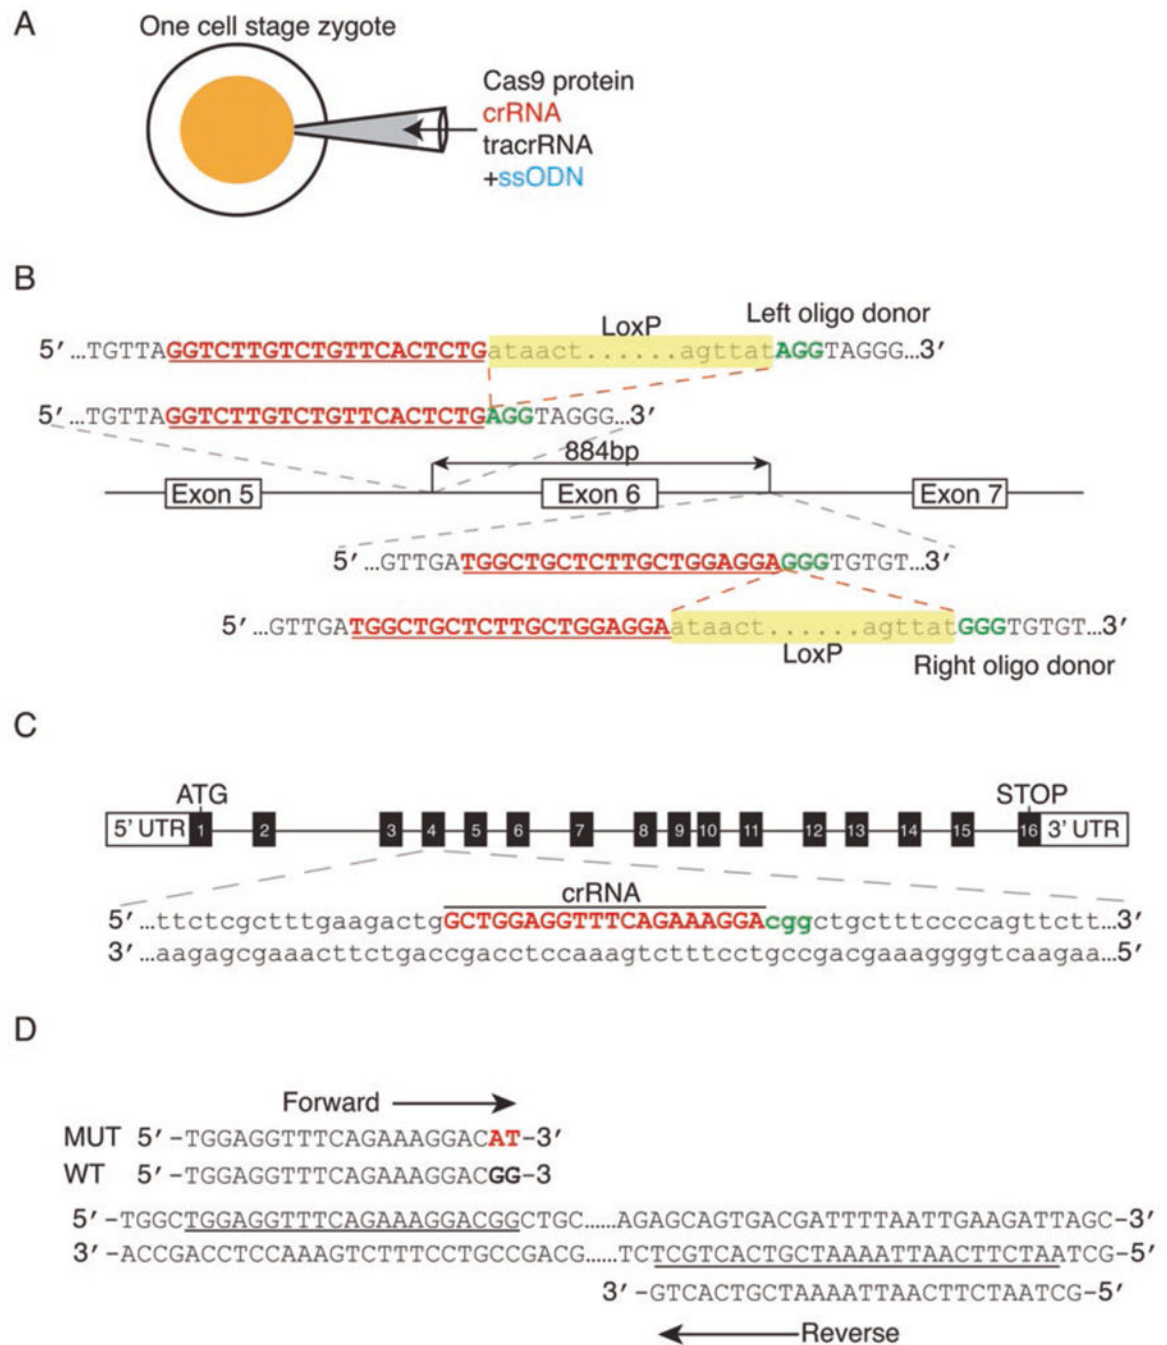 A
One cell stage zygote
Cas9 protein
crRNA
tracrRNA
+ssODN
B
Left oligo donor
LoxP
5′ ...TGTTAGGTCTTGTCTGTTCACTCTGataact......agttatAGGTAGGG...3′
5′ ...TGTTAGGTCTTGTCTGTTCACTCTGAGGTAGGG...3′
884bp
Exon 5 Exon 6 Exon 7
5′ ...GTTGATGGCTGCTCTTGCTGGAGGAGGGTGTGT...3′
5′ ...GTTGATGGCTGCTCTTGCTGGAGGAataact......agttatGGGTGTGT...3′
LoxP
Right oligo donor
C
ATG STOP
5′ UTR 1 2 3 4 5 6 7 8 9 10 11 12 13 14 15 16 3′ UTR
crRNA
5′ ...ttctcgctttgaagactgGCTGGAGGTTTCAGAAAGGAcggctgctttccccagttctt...3′
3′ ...aagagcgaaacttctgaccgacctccaaagtctttcctgccgacgaaaggggtcaagaa...5′
D
Forward
MUT 5′ -TGGAGGTTTCAGAAAGGACAT-3′
WT 5′ -TGGAGGTTTCAGAAAGGACGG-3
5′ -TGGCTGGAGGTTTCAGAAAGGACGGCTGC......AGAGCAGTGACGATTTTAATTGAAGATTAGC-3′
3′ -ACCGACCTCCAAAGTCTTTCCTGCCGACG......TCTCGTCACTGCTAAAATTAACTTCTAATCG-5′
3′ -GTCACTGCTAAAATTAACTTCTAATCG-5′
Reverse